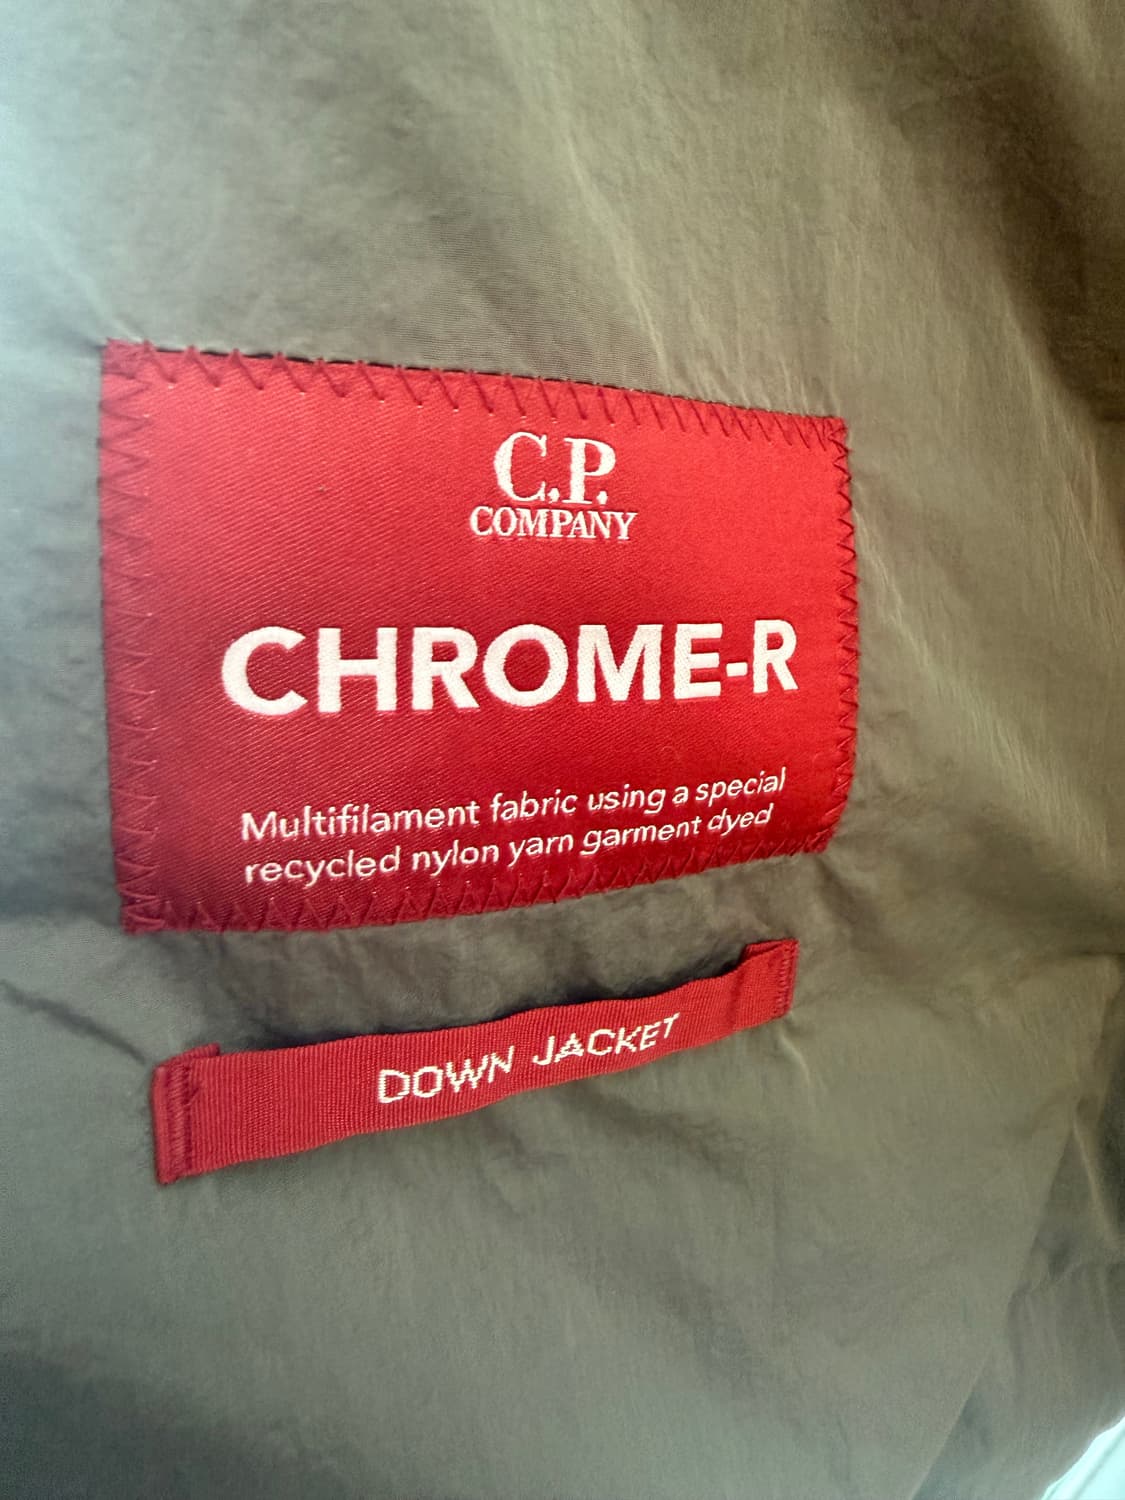 C.P.
COMPANY
CHROME-R
Multifilament fabric using a special
recycled nylon yarn garment dyed
DOWN JACKET